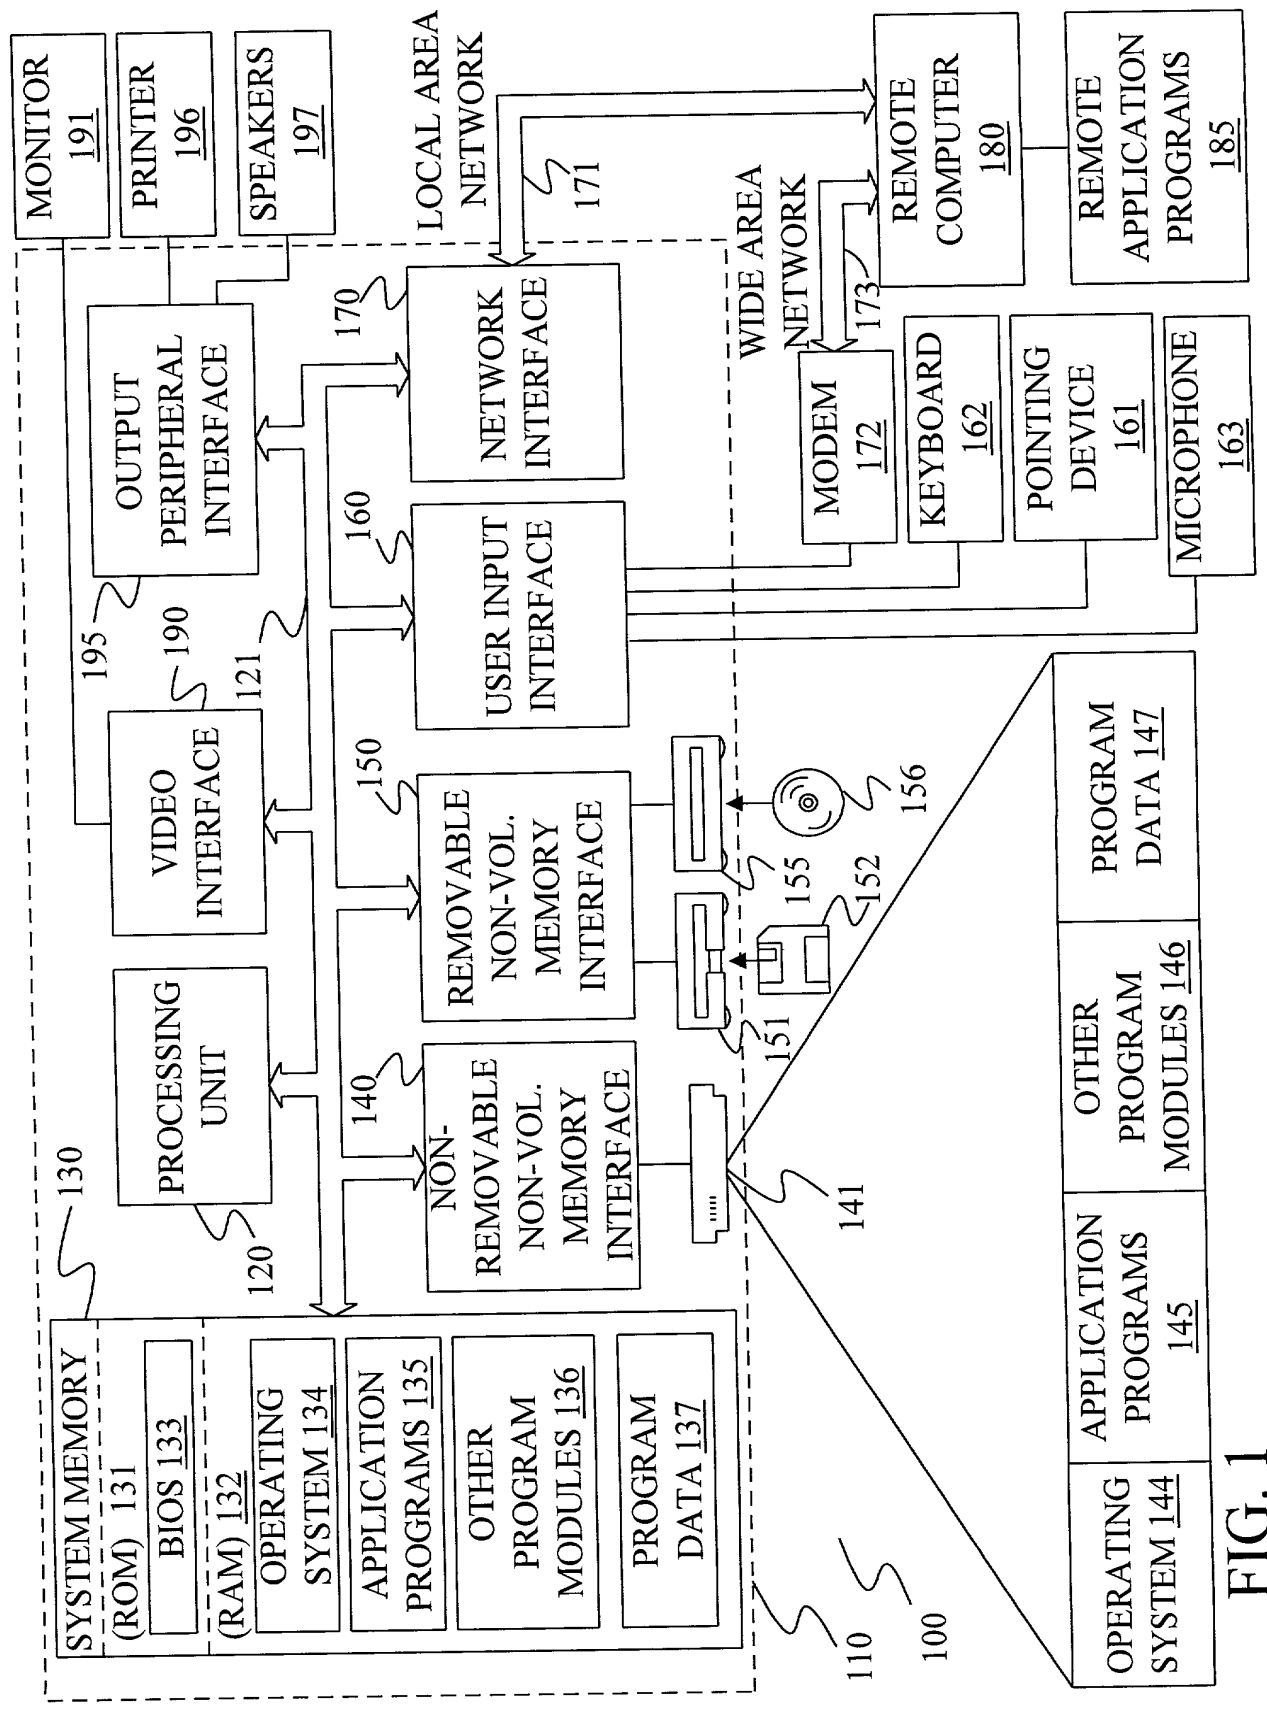 SYSTEM MEMORY
130
(ROM) 131
BIOS 133
(RAM) 132
OPERATING
SYSTEM 134
APPLICATION
PROGRAMS 135
OTHER
PROGRAM
MODULES 136
PROGRAM
DATA 137
PROCESSING
UNIT
120
VIDEO
INTERFACE
190
121
OUTPUT
PERIPHERAL
INTERFACE
195
MONITOR
191
PRINTER
196
SPEAKERS
197
NON-
REMOVABLE
NON-VOL.
MEMORY
INTERFACE
140
REMOVABLE
NON-VOL.
MEMORY
INTERFACE
150
USER INPUT
INTERFACE
160
NETWORK
INTERFACE
170
LOCAL AREA
NETWORK
171
141
151
152
155
156
WIDE AREA
NETWORK
173
MODEM
172
KEYBOARD
162
POINTING
DEVICE
161
MICROPHONE
163
REMOTE
COMPUTER
180
REMOTE
APPLICATION
PROGRAMS
185
110
100
OPERATING
SYSTEM 144
APPLICATION
PROGRAMS
145
OTHER
PROGRAM
MODULES 146
PROGRAM
DATA 147
FIG. 1